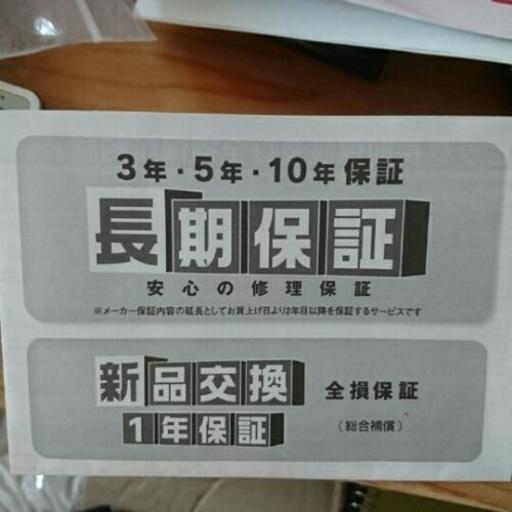 3年・5年・10年 保証
長期保証
安心の修理保証
※メーカー保証内容の延長としてお買上げ日より2年目以降を保証するサービスです
新品交換 全損保証
1年保証 （総合補償）